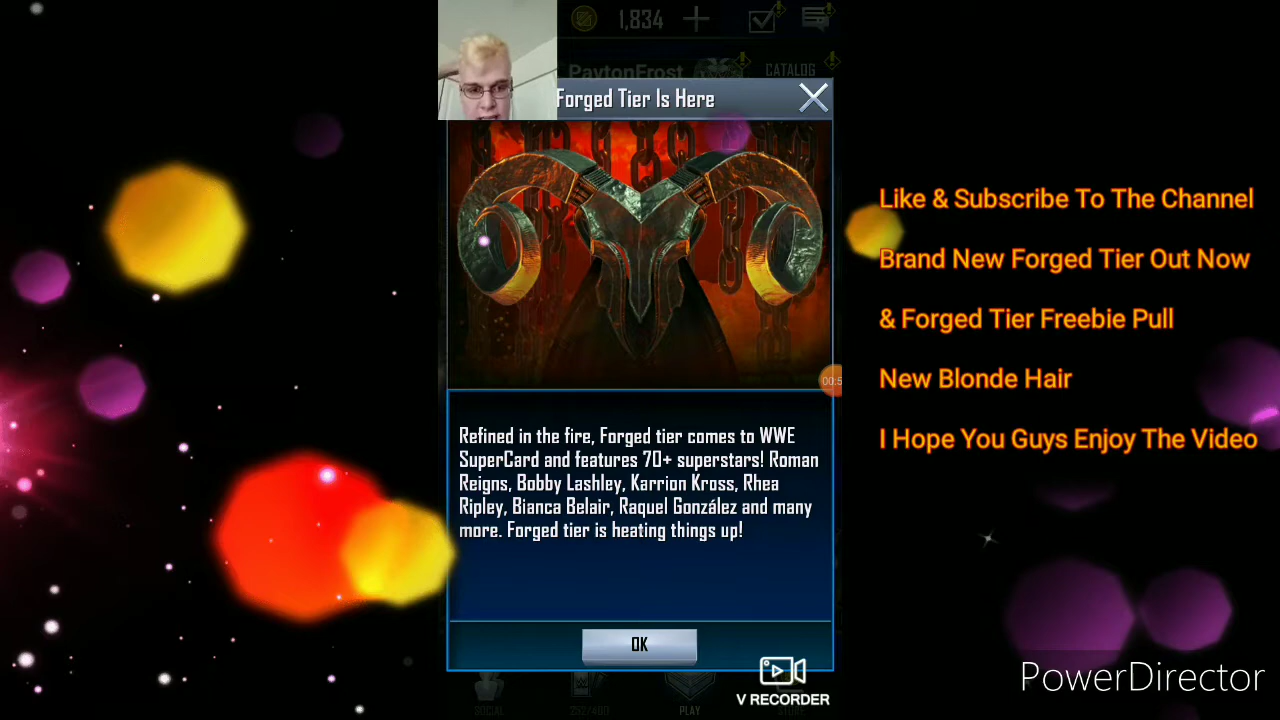 1,834
PaytonFrost
CATALOG
Forged Tier Is Here
Refined in the fire, Forged tier comes to WWE
SuperCard and features 70+ superstars! Roman
Reigns, Bobby Lashley, Karrion Kross, Rhea
Ripley, Bianca Belair, Raquel González and many
more. Forged tier is heating things up!
OK
SOCIAL
PLAY
V RECORDER
Like & Subscribe To The Channel
Brand New Forged Tier Out Now
& Forged Tier Freebie Pull
New Blonde Hair
I Hope You Guys Enjoy The Video
PowerDirector